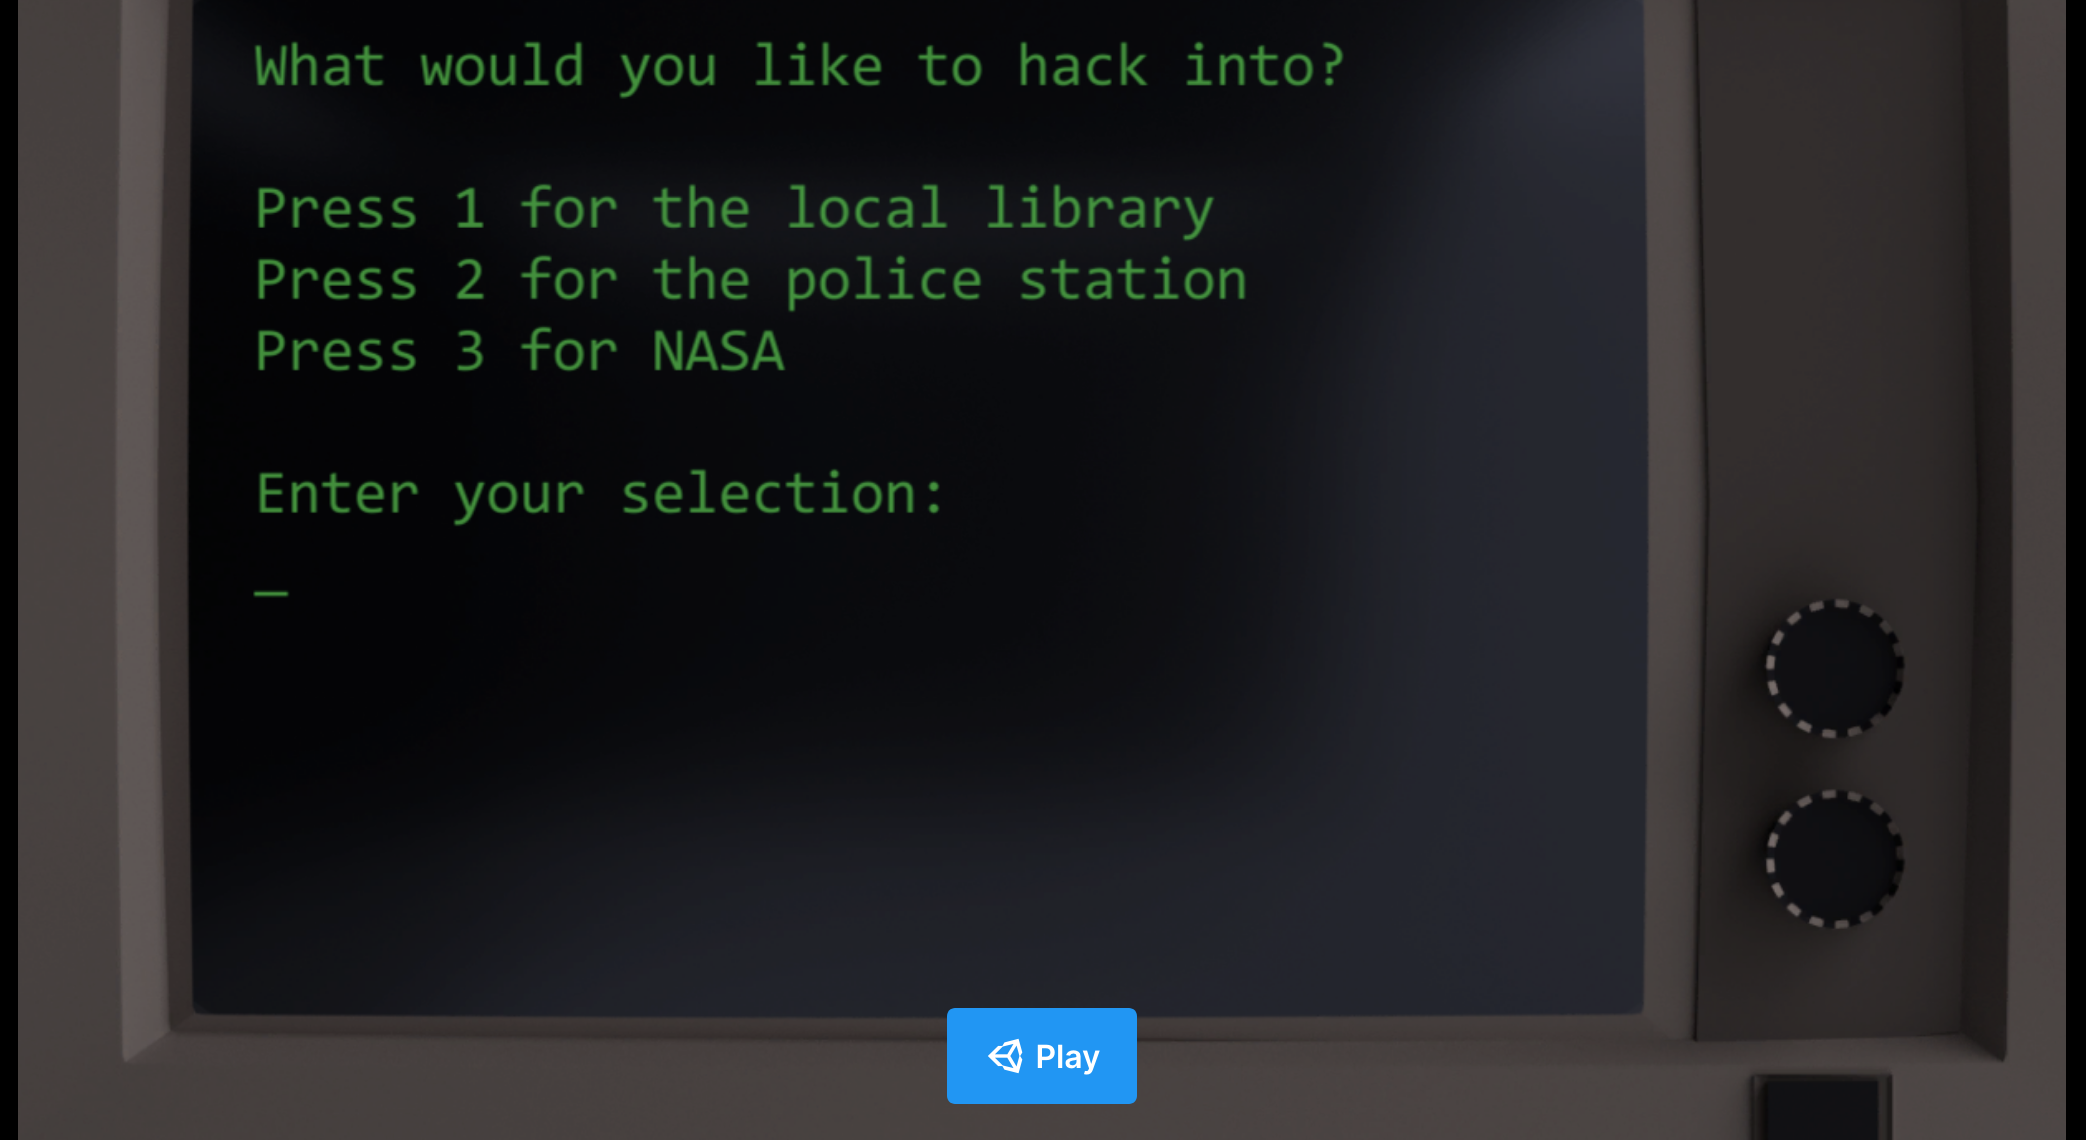 What would you like to hack into?
Press 1 for the local library
Press 2 for the police station
Press 3 for NASA
Enter your selection:
_
Play